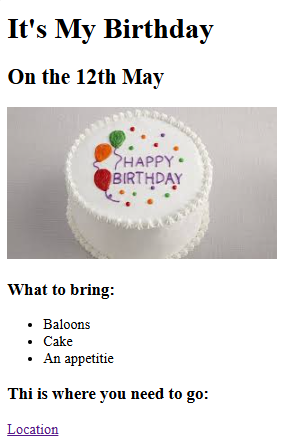 It's My Birthday
On the 12th May
HAPPY
BIRTHDAY
What to bring:
Baloons
Cake
An appetitie
Thi is where you need to go:
Location